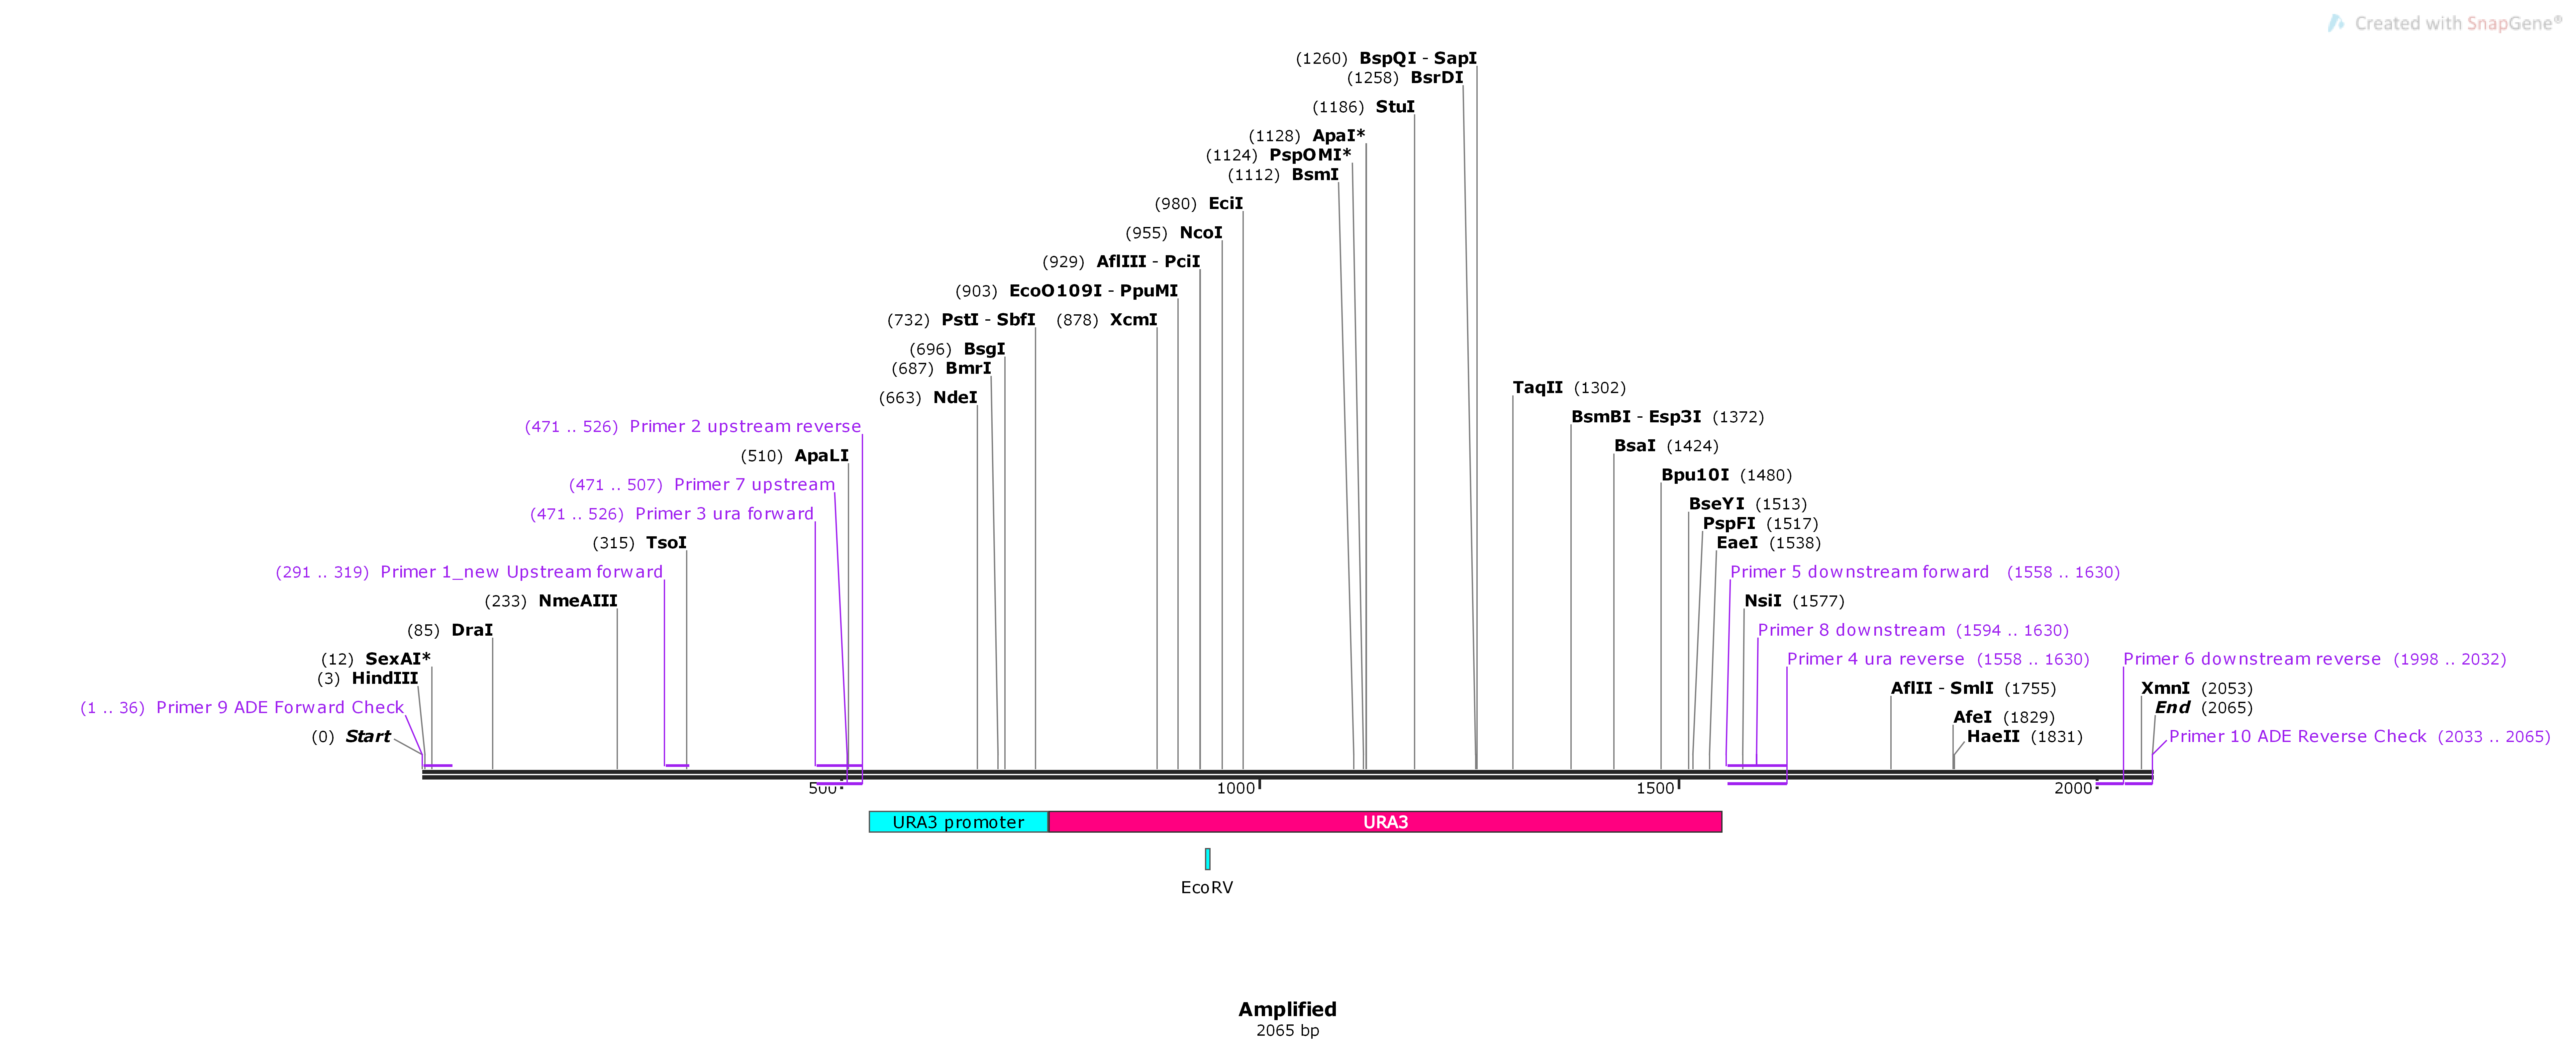 Created with SnapGene®
(1260) BspQI - SapI
(1258) BsrDI
(1186) StuI
(1128) ApaI*
(1124) PspOMI*
(1112) BsmI
(980) EciI
(955) NcoI
(929) AflIII - PciI
(903) EcoO109I - PpuMI
(732) PstI - SbfI
(878) XcmI
(696) BsgI
(687) BmrI
(663) NdeI
TaqII (1302)
BsmBI - Esp3I (1372)
(471 .. 526) Primer 2 upstream reverse
BsaI (1424)
(510) ApaLI
Bpu10I (1480)
(471 .. 507) Primer 7 upstream
BseYI (1513)
(471 .. 526) Primer 3 ura forward
PspFI (1517)
(315) TsoI
EaeI (1538)
(291 .. 319) Primer 1_new Upstream forward
Primer 5 downstream forward (1558 .. 1630)
(233) NmeAIII
NsiI (1577)
(85) DraI
Primer 8 downstream (1594 .. 1630)
(12) SexAI*
Primer 4 ura reverse (1558 .. 1630)
Primer 6 downstream reverse (1998 .. 2032)
(3) HindIII
AflII - SmlI (1755)
XmnI (2053)
(1 .. 36) Primer 9 ADE Forward Check
AfeI (1829)
End (2065)
(0) Start
HaeII (1831)
Primer 10 ADE Reverse Check (2033 .. 2065)
500
1000
1500
2000
URA3 promoter
URA3
EcoRV
Amplified
2065 bp